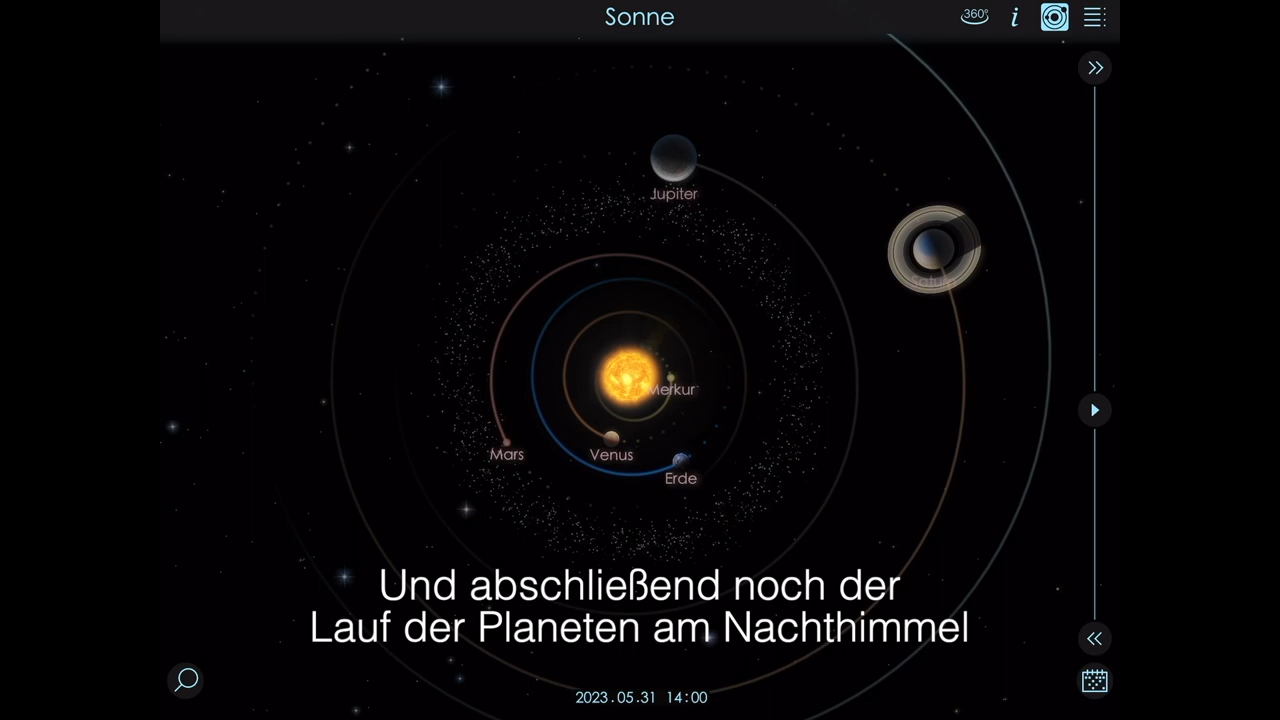 Sonne
360°
i
Jupiter
Saturn
Merkur
Mars
Venus
Erde
Und abschließend noch der
Lauf der Planeten am Nachthimmel
2023.05.31 14:00